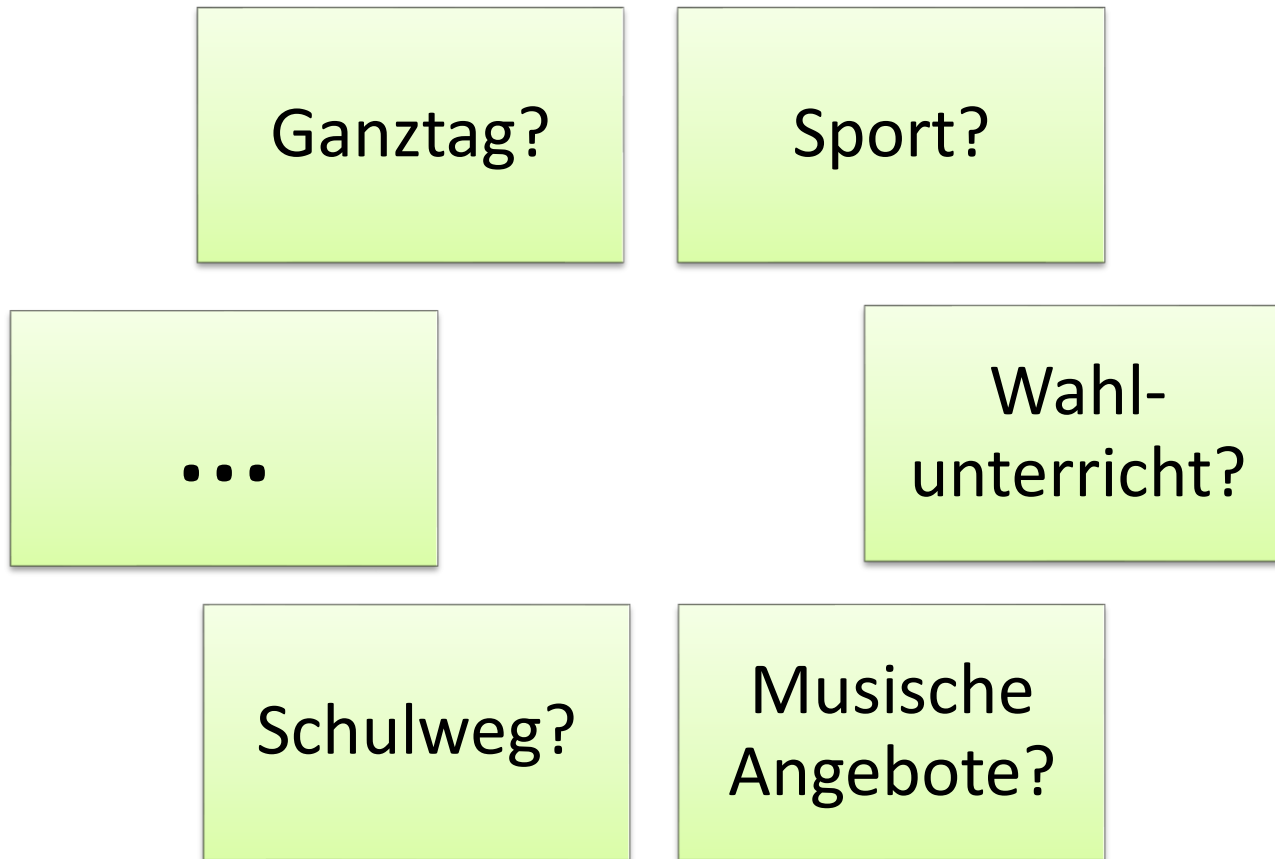 Ganztag?
Sport?
...
Wahl-
unterricht?
Schulweg?
Musische
Angebote?